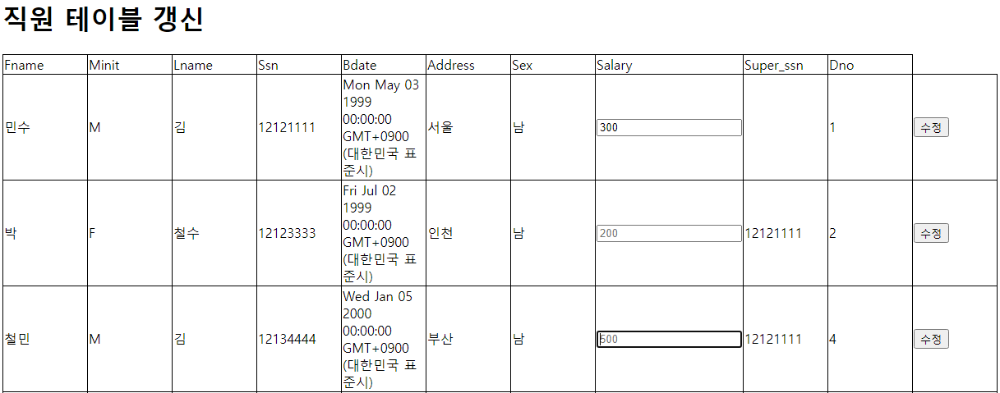 직원 테이블 갱신
Fname Minit Lname Ssn Bdate Address Sex Salary Super_ssn Dno
민수 M 김 12121111 Mon May 03
1999
00:00:00
GMT+0900
(대한민국 표
준시) 서울 남 300 1 수정
박 F 철수 12123333 Fri Jul 02
1999
00:00:00
GMT+0900
(대한민국 표
준시) 인천 남 200 12121111 2 수정
철민 M 김 12134444 Wed Jan 05
2000
00:00:00
GMT+0900
(대한민국 표
준시) 부산 남 500 12121111 4 수정